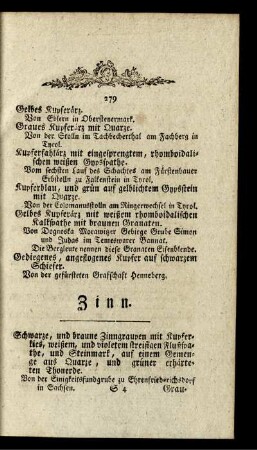 279
Gelbes Kupferärz.
Von Eblern in Obersteyermark.
Graues Kupferärz mit Quarze.
Von der Stolln im Tachbecherthal am Fachberg in
Tyrol.
Kupferfahlärz mit eingesprengtem, rhomboidali-
schen weißen Gypsspathe.
Vom sechsten Lauf des Schachtes am Fürstenbauer
Erbstolln zu Falkenstein in Tyrol.
Kupferblau, und grün auf gelblichtem Gypsstein
mit Quarze.
Von der Colomanusstolln am Ringerwechsel in Tyrol.
Gelbes Kupferärz mit weißem rhomboidalischen
Kalkspathe mit braunen Granaten.
Von Dogneska Morawitzer Gebirge Grube Simon
und Judas im Temeswarer Bannat.
Die Bergleute nennen diese Granaten Eisenblende.
Gediegenes, angeflogenes Kupfer auf schwarzem
Schiefer.
Von der gefürsteten Grafschaft Henneberg.
Zinn.
Schwarze, und braune Zinngraupen mit Kupfer-
kies, weißem, und violetem streifigen Flußspa-
the, und Steinmark, auf einem Gemen-
ge aus Quarze, und grüner erhärte-
ten Thonerde.
Von der Einigkeitsfundgrube zu Ehrenfriedrichsdorf
in Sachsen. S 4 Grau-